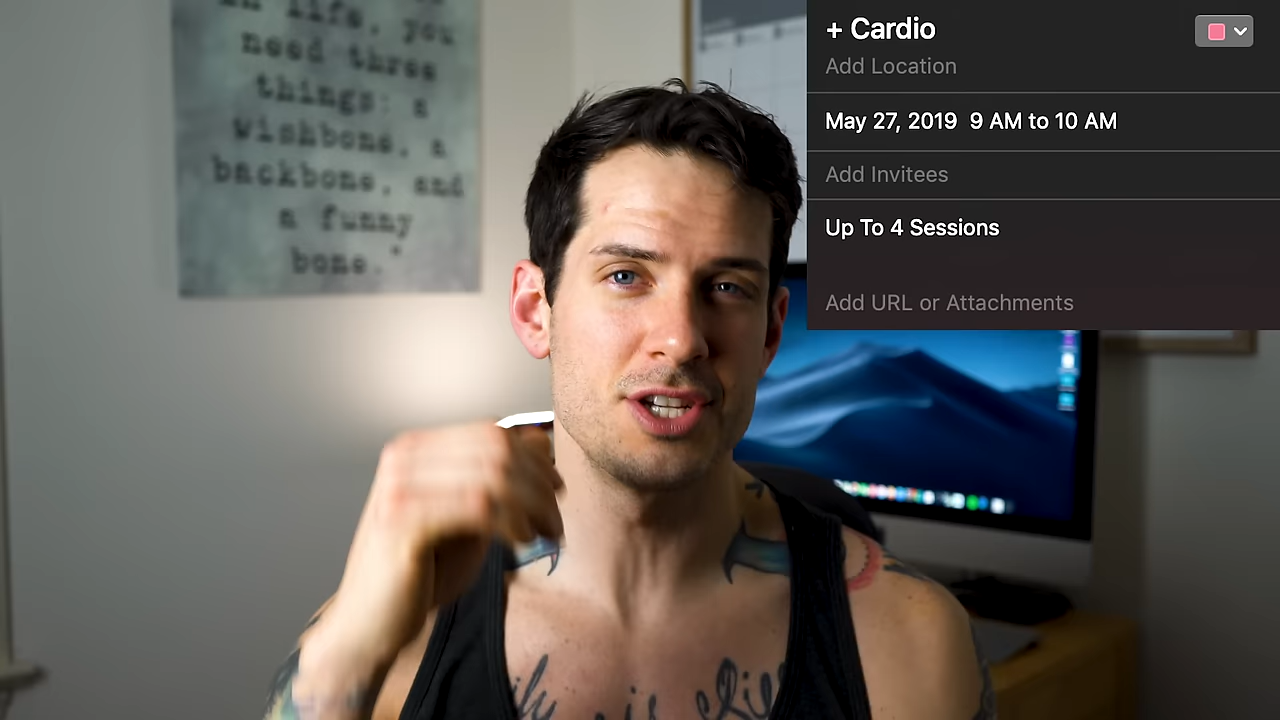 in life, you
need three
things: a
wishbone, a
backbone, and
a funny
bone.
+ Cardio
Add Location
May 27, 2019 9 AM to 10 AM
Add Invitees
Up To 4 Sessions
Add URL or Attachments